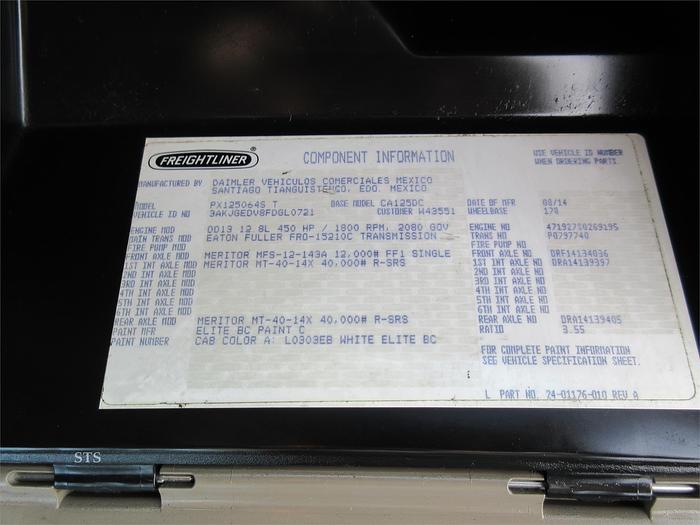 FREIGHTLINER®
COMPONENT INFORMATION
USE VEHICLE ID NUMBER
WHEN ORDERING PARTS
MANUFACTURED BY DAIMLER VEHICULOS COMERCIALES MEXICO
SANTIAGO TIANGUISTENCO, EDO. MEXICO
MODEL PX125064S T BASE MODEL CA125DC DATE OF MFR 08/14
VEHICLE ID NO 3AKJGEDV8FDGL0721 CUSTOMER W43551 WHEELBASE 178
ENGINE MOD DD13 12.8L 450 HP / 1800 RPM, 2080 GOV ENGINE NO 471927S0269195
MAIN TRANS MOD EATON FULLER FRO-15210C TRANSMISSION TRANS NO P0797740
FIRE PUMP MOD FIRE PUMP NO
FRONT AXLE MOD MERITOR MFS-12-143A 12,000# FF1 SINGLE FRONT AXLE NO DRF14134036
1ST INT AXLE MOD MERITOR MT-40-14X 40,000# R-SRS 1ST INT AXLE NO DRA14139397
2ND INT AXLE MOD 2ND INT AXLE NO
3RD INT AXLE MOD 3RD INT AXLE NO
4TH INT AXLE MOD 4TH INT AXLE NO
5TH INT AXLE MOD 5TH INT AXLE NO
6TH INT AXLE MOD 6TH INT AXLE NO
REAR AXLE MOD MERITOR MT-40-14X 40,000# R-SRS REAR AXLE NO DRA14139405
PAINT MFR ELITE BC PAINT C RATIO 3.55
PAINT NUMBER CAB COLOR A: L0303EB WHITE ELITE BC
FOR COMPLETE PAINT INFORMATION
SEE VEHICLE SPECIFICATION SHEET.
L PART NO. 24-01176-010 REV A
STS